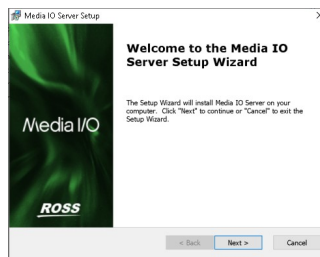 Media IO Server Setup
Welcome to the Media IO
Server Setup Wizard
The Setup Wizard will install Media IO Server on your
computer. Click "Next" to continue or "Cancel" to exit the
Setup Wizard.
Media I/O
ROSS
< Back
Next >
Cancel